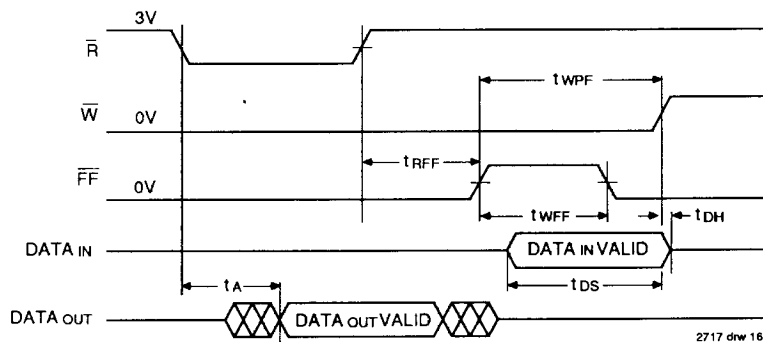 3V
R̅
tWPF
W̅
0V
tRFF
F̅F̅
0V
tWFF
tDH
DATA IN
DATA IN VALID
tA
tDS
DATA OUT
DATA OUT VALID
2717 drw 16